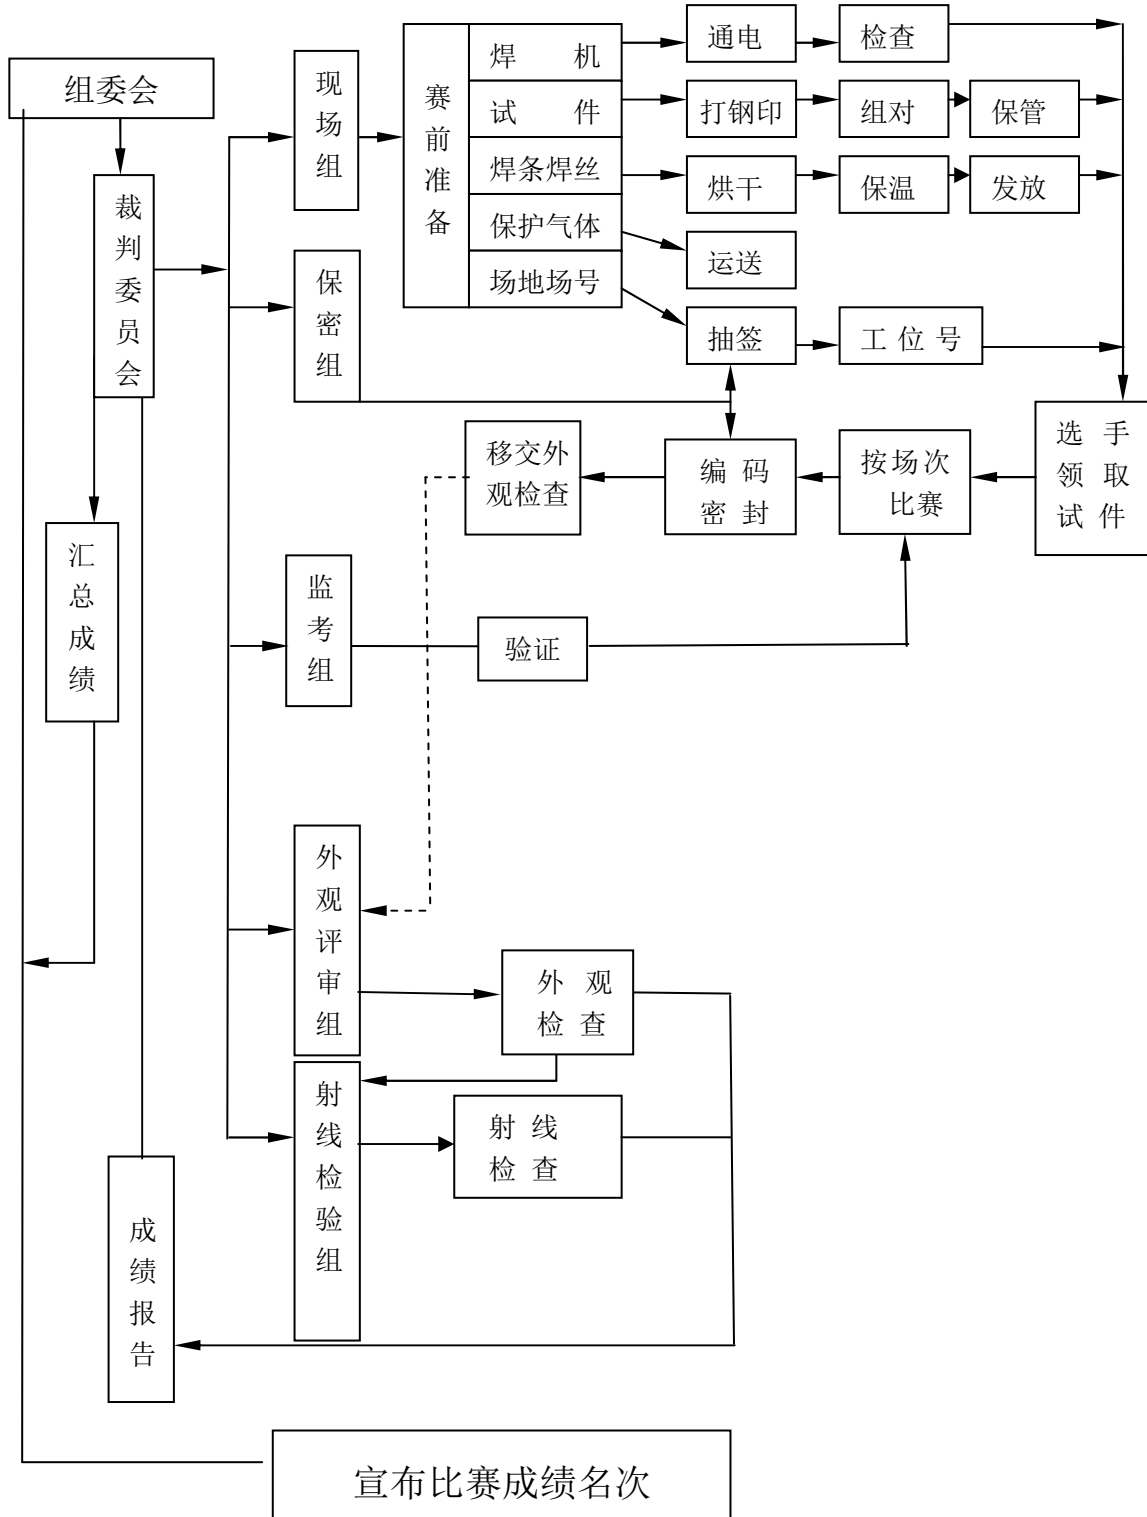 组委会
裁判委员会
汇总成绩
成绩报告
现场组
保密组
监考组
外观评审组
射线检验组
赛前准备
焊 机
试 件
焊条焊丝
保护气体
场地场号
通电
检查
打钢印
组对
保管
烘干
保温
发放
运送
抽签
工 位 号
选 手
领 取
试 件
按场次
比赛
编 码
密 封
移交外
观检查
验证
外 观
检 查
射 线
检 查
宣布比赛成绩名次